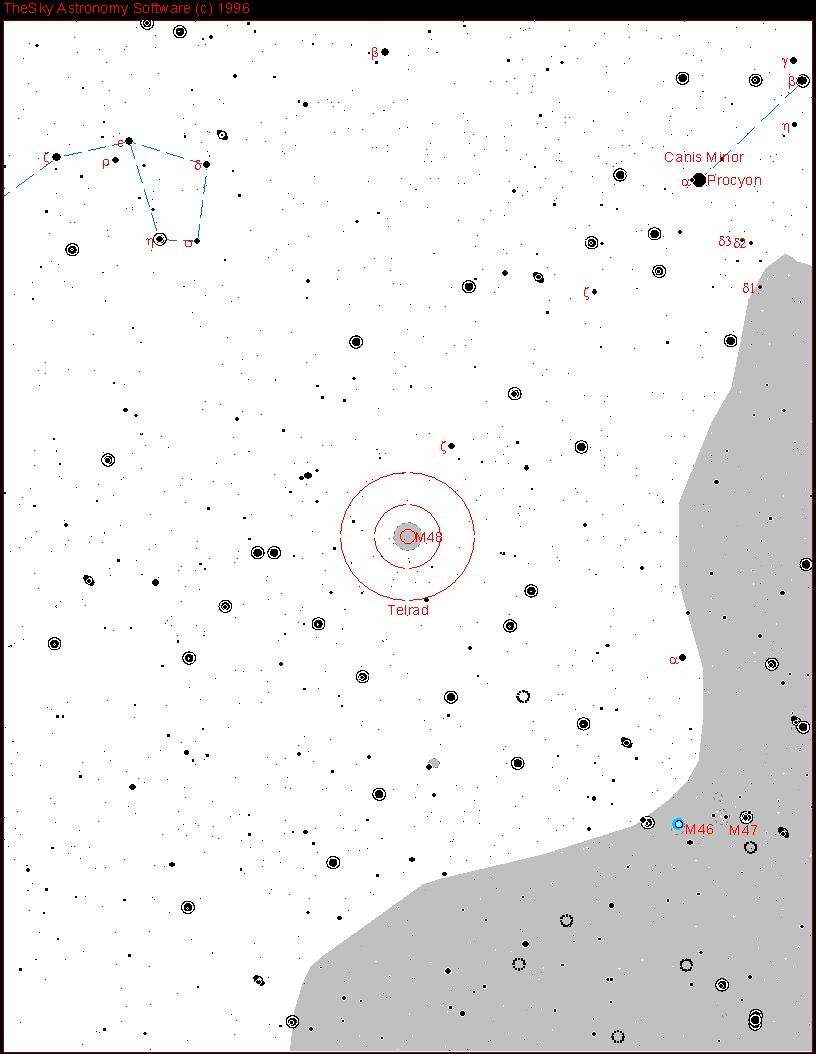 TheSky Astronomy Software (c) 1996
β
γ
β
η
ζ
ε
ρ
δ
Canis Minor
α Procyon
η
σ
δ3 δ2
ζ
δ1
ζ
M48
Telrad
α
M46 M47